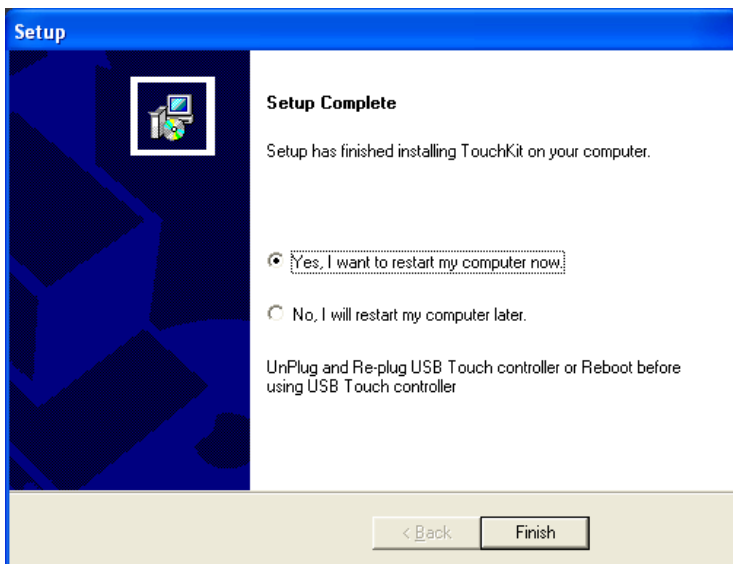 Setup
Setup Complete
Setup has finished installing TouchKit on your computer.
Yes, I want to restart my computer now.
No, I will restart my computer later.
UnPlug and Re-plug USB Touch controller or Reboot before
using USB Touch controller
< Back
Finish